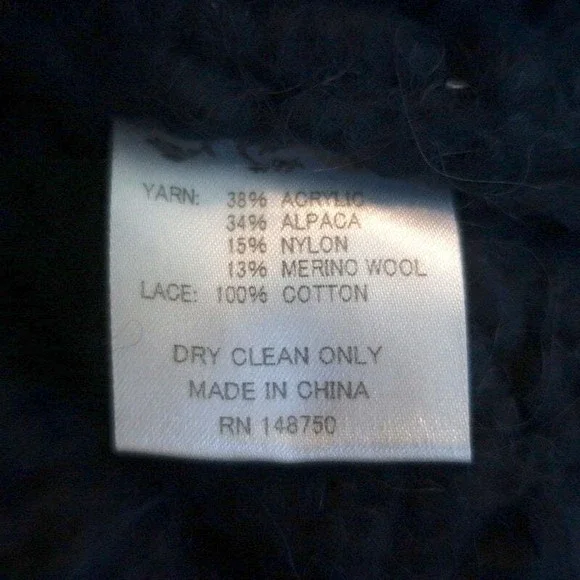 YARN: 38% ACRYLIC
34% ALPACA
15% NYLON
13% MERINO WOOL
LACE: 100% COTTON
DRY CLEAN ONLY
MADE IN CHINA
RN 148750